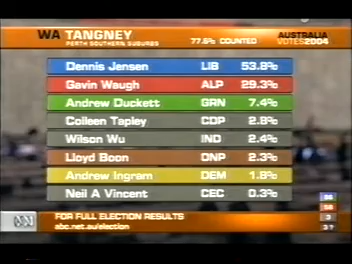 WA TANGNEY
PERTH SOUTHERN SUBURBS
77.6% COUNTED
AUSTRALIA
VOTES2004
Dennis Jensen LIB 53.8%
Gavin Waugh ALP 29.3%
Andrew Duckett GRN 7.4%
Colleen Tapley CDP 2.8%
Wilson Wu IND 2.4%
Lloyd Boon ONP 2.3%
Andrew Ingram DEM 1.8%
Neil A Vincent CEC 0.3%
FOR FULL ELECTION RESULTS
abc.net.au/election
3